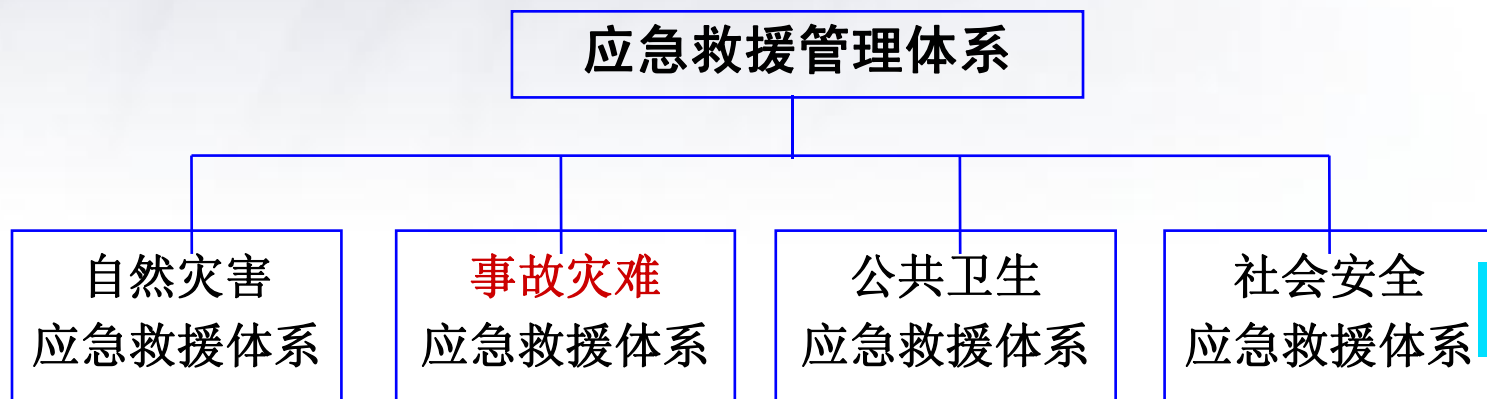 应急救援管理体系
自然灾害
应急救援体系
事故灾难
应急救援体系
公共卫生
应急救援体系
社会安全
应急救援体系